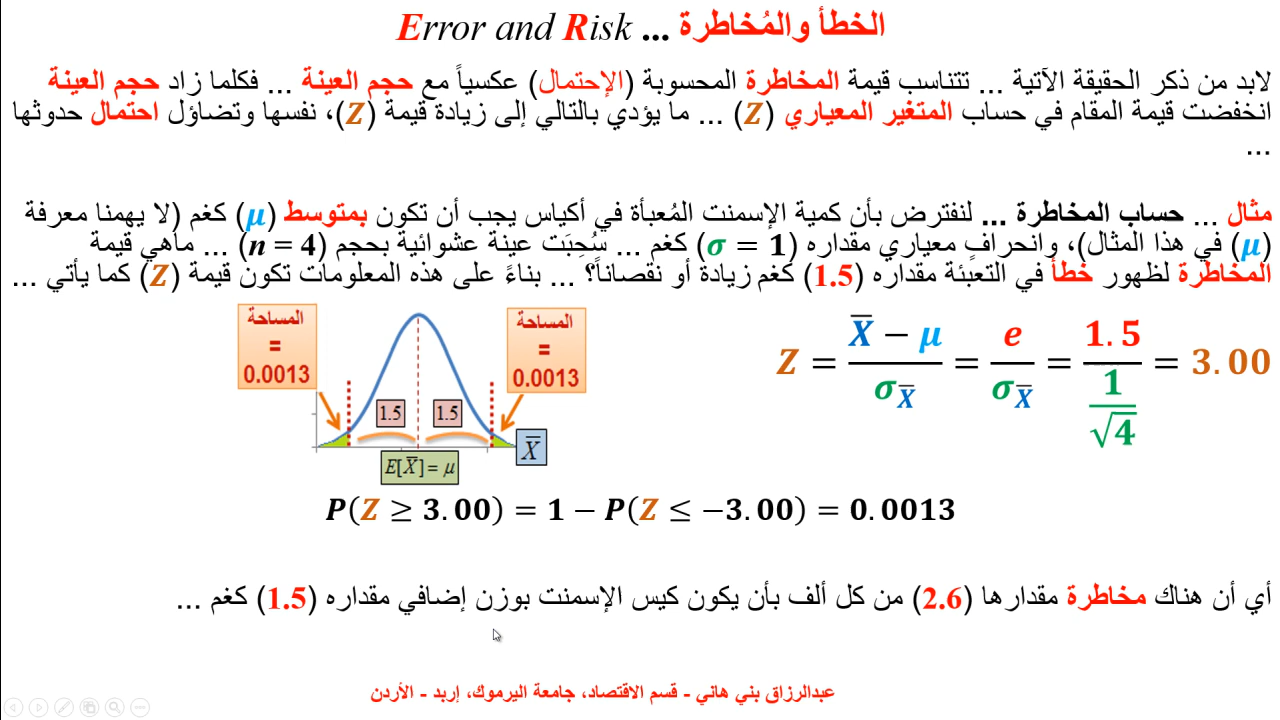 الخطأ والمُخاطرة ... Error and Risk
لابد من ذكر الحقيقة الآتية ... تتناسب قيمة المخاطرة المحسوبة (الإحتمال) عكسياً مع حجم العينة ... فكلما زاد حجم العينة
انخفضت قيمة المقام في حساب المتغير المعياري (Z) ... ما يؤدي بالتالي إلى زيادة قيمة (Z)، نفسها وتضاؤل احتمال حدوثها
...
مثال ... حساب المخاطرة ... لنفترض بأن كمية الإسمنت المُعبأة في أكياس يجب أن تكون بمتوسط (μ) كغم (لا يهمنا معرفة
(μ) في هذا المثال)، وانحرافٍ معياري مقداره (σ = 1) كغم ... سُحِبَت عينة عشوائية بحجم (n = 4) ... ماهي قيمة
المخاطرة لظهور خطأ في التعبئة مقداره (1.5) كغم زيادة أو نقصاناً؟ ... بناءً على هذه المعلومات تكون قيمة (Z) كما يأتي ...
المساحة
=
0.0013
المساحة
=
0.0013
1.5
1.5
X̅
E[X̅] = μ
Z = (X̅ − μ)/σ_X̅ = e/σ_X̅ = 1.5/(1/√4) = 3.00
P(Z ≥ 3.00) = 1 − P(Z ≤ −3.00) = 0.0013
أي أن هناك مخاطرة مقدارها (2.6) من كل ألف بأن يكون كيس الإسمنت بوزن إضافي مقداره (1.5) كغم ...
عبدالرزاق بني هاني - قسم الاقتصاد، جامعة اليرموك، إربد - الأردن